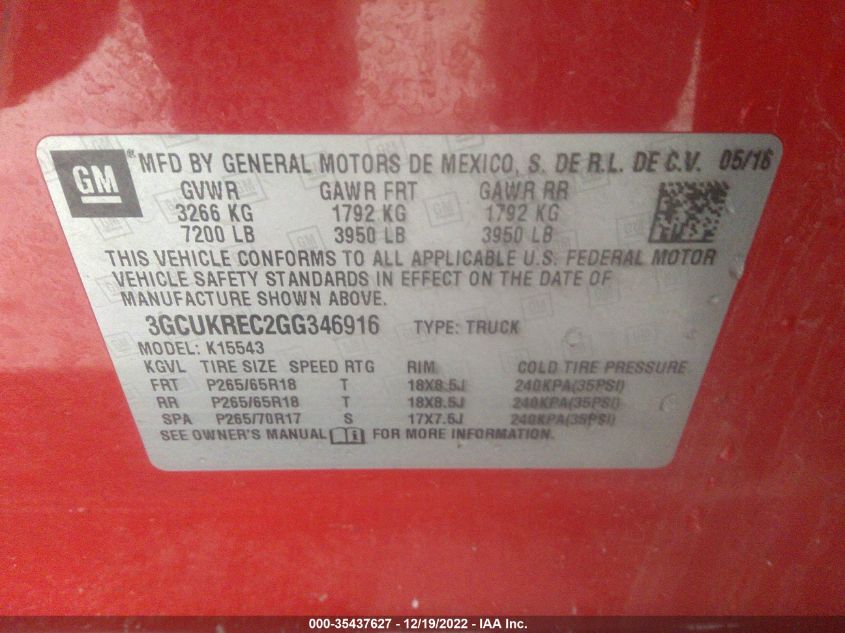 GM® MFD BY GENERAL MOTORS DE MEXICO, S. DE R.L. DE C.V. 05/16
GVWR GAWR FRT GAWR RR
3266 KG 1792 KG 1792 KG
7200 LB 3950 LB 3950 LB
THIS VEHICLE CONFORMS TO ALL APPLICABLE U.S. FEDERAL MOTOR
VEHICLE SAFETY STANDARDS IN EFFECT ON THE DATE OF
MANUFACTURE SHOWN ABOVE.
3GCUKREC2GG346916 TYPE: TRUCK
MODEL: K15543
KGVL TIRE SIZE SPEED RTG RIM COLD TIRE PRESSURE
FRT P265/65R18 T 18X8.5J 240KPA(35PSI)
RR P265/65R18 T 18X8.5J 240KPA(35PSI)
SPA P265/70R17 S 17X7.5J 240KPA(35PSI)
SEE OWNER'S MANUAL FOR MORE INFORMATION.
000-35437627 - 12/19/2022 - IAA Inc.